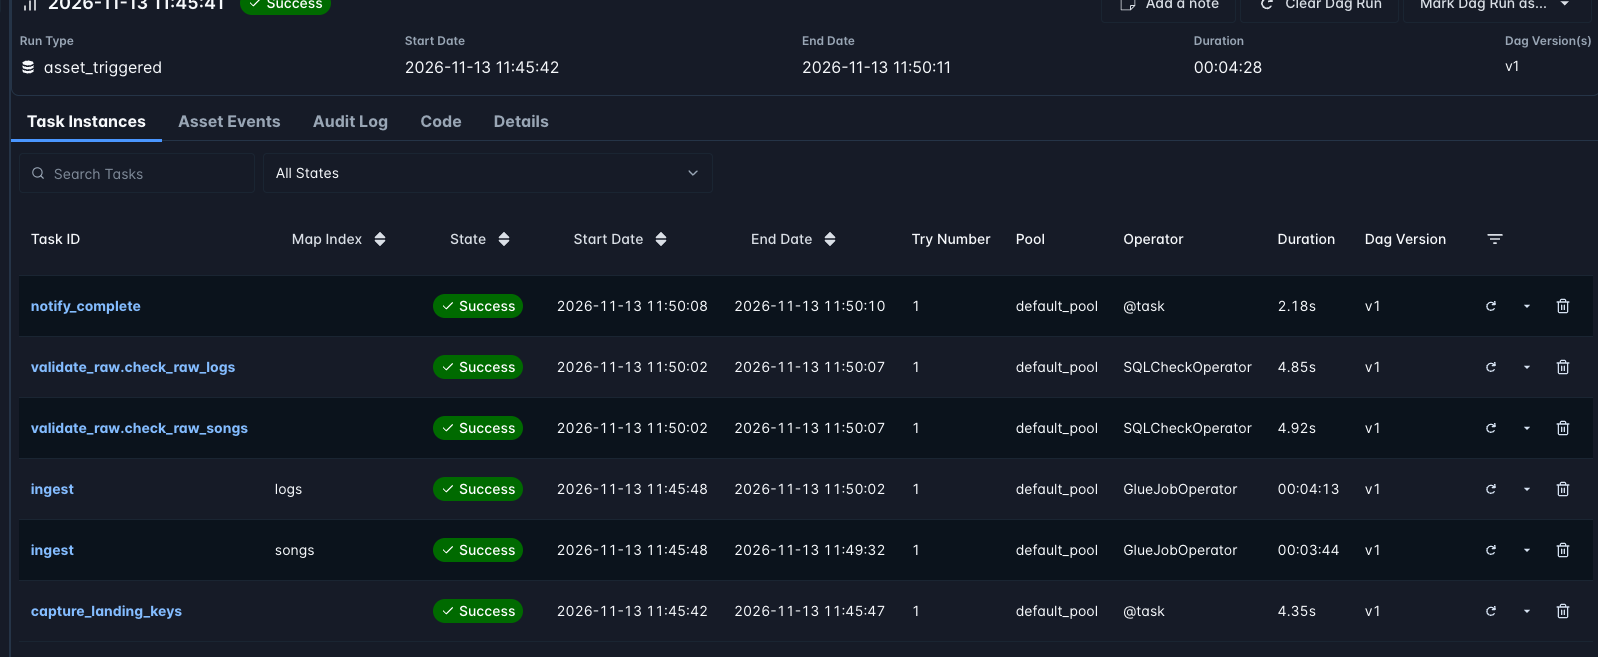 2026-11-13 11:45:41 Success Add a note Clear Dag Run Mark Dag Run as...
Run Type Start Date End Date Duration Dag Version(s)
asset_triggered 2026-11-13 11:45:42 2026-11-13 11:50:11 00:04:28 v1
Task Instances Asset Events Audit Log Code Details
Search Tasks All States
Task ID Map Index State Start Date End Date Try Number Pool Operator Duration Dag Version
notify_complete Success 2026-11-13 11:50:08 2026-11-13 11:50:10 1 default_pool @task 2.18s v1
validate_raw.check_raw_logs Success 2026-11-13 11:50:02 2026-11-13 11:50:07 1 default_pool SQLCheckOperator 4.85s v1
validate_raw.check_raw_songs Success 2026-11-13 11:50:02 2026-11-13 11:50:07 1 default_pool SQLCheckOperator 4.92s v1
ingest logs Success 2026-11-13 11:45:48 2026-11-13 11:50:02 1 default_pool GlueJobOperator 00:04:13 v1
ingest songs Success 2026-11-13 11:45:48 2026-11-13 11:49:32 1 default_pool GlueJobOperator 00:03:44 v1
capture_landing_keys Success 2026-11-13 11:45:42 2026-11-13 11:45:47 1 default_pool @task 4.35s v1